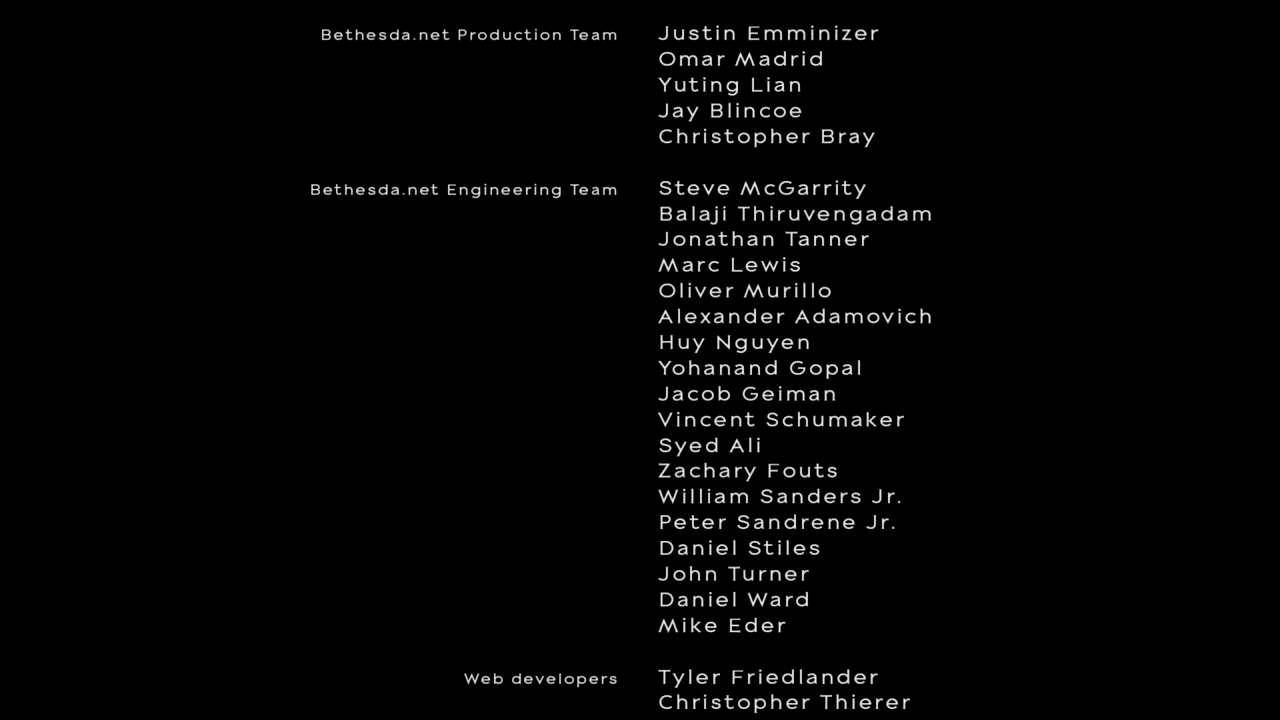 Bethesda.net Production Team Justin Emminizer
Omar Madrid
Yuting Lian
Jay Blincoe
Christopher Bray
Bethesda.net Engineering Team Steve McGarrity
Balaji Thiruvengadam
Jonathan Tanner
Marc Lewis
Oliver Murillo
Alexander Adamovich
Huy Nguyen
Yohanand Gopal
Jacob Geiman
Vincent Schumaker
Syed Ali
Zachary Fouts
William Sanders Jr.
Peter Sandrene Jr.
Daniel Stiles
John Turner
Daniel Ward
Mike Eder
Web developers Tyler Friedlander
Christopher Thierer